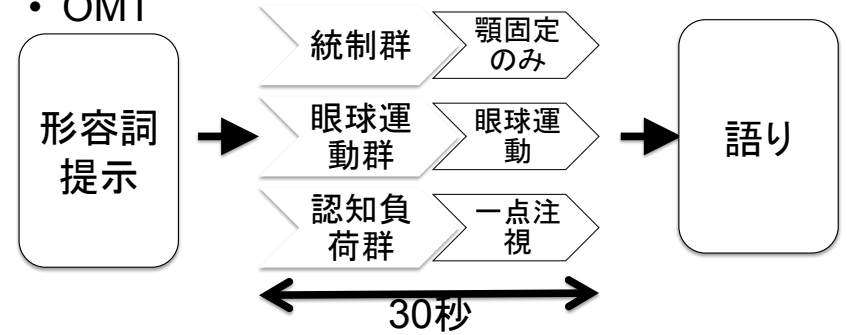 • OMT
形容詞
提示
統制群
顎固定
のみ
眼球運
動群
眼球運
動
認知負
荷群
一点注
視
30秒
語り